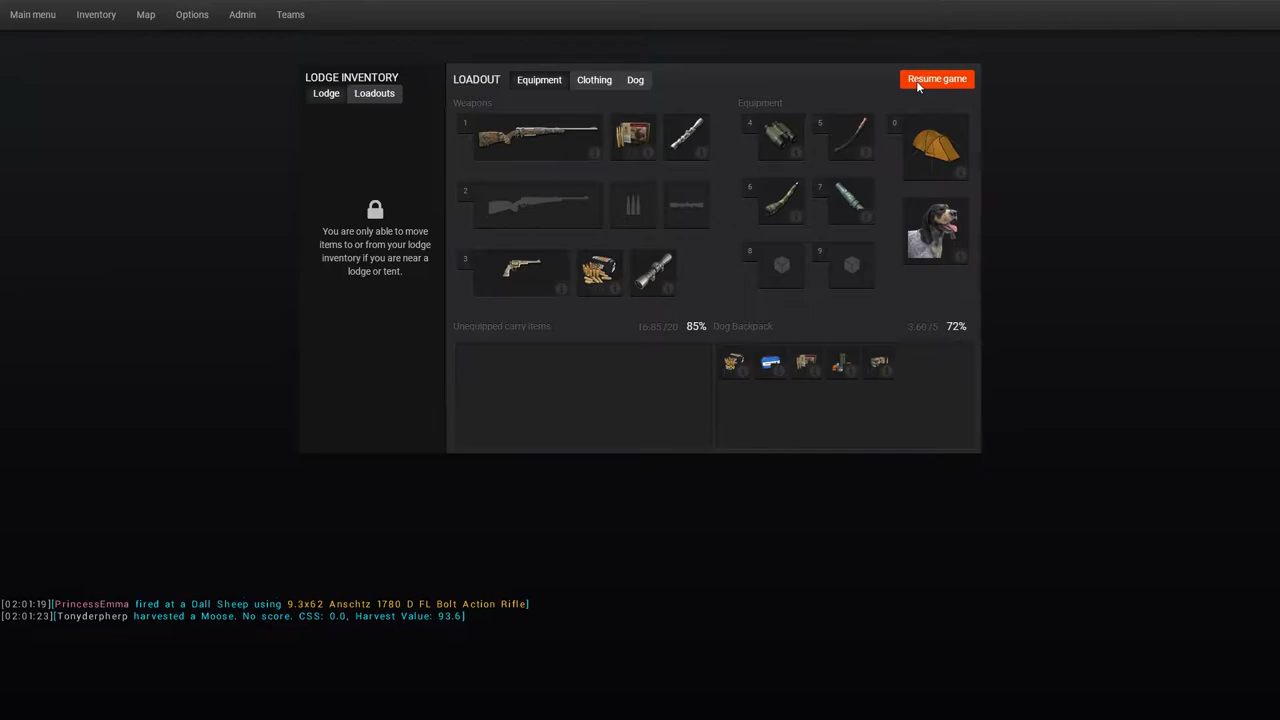 Main menu Inventory Map Options Admin Teams
LODGE INVENTORY
Lodge Loadouts
You are only able to move
items to or from your lodge
inventory if you are near a
lodge or tent.
LOADOUT Equipment Clothing Dog
Resume game
Weapons
1
2
3
Equipment
4 5 0
6 7
8 9
Unequipped carry items 16.85/20 85%
Dog Backpack 3.60/5 72%
[02:01:19][PrincessEmma fired at a Dall Sheep using 9.3x62 Anschtz 1780 D FL Bolt Action Rifle]
[02:01:23][Tonyderpherp harvested a Moose. No score. CSS: 0.0, Harvest Value: 93.6]